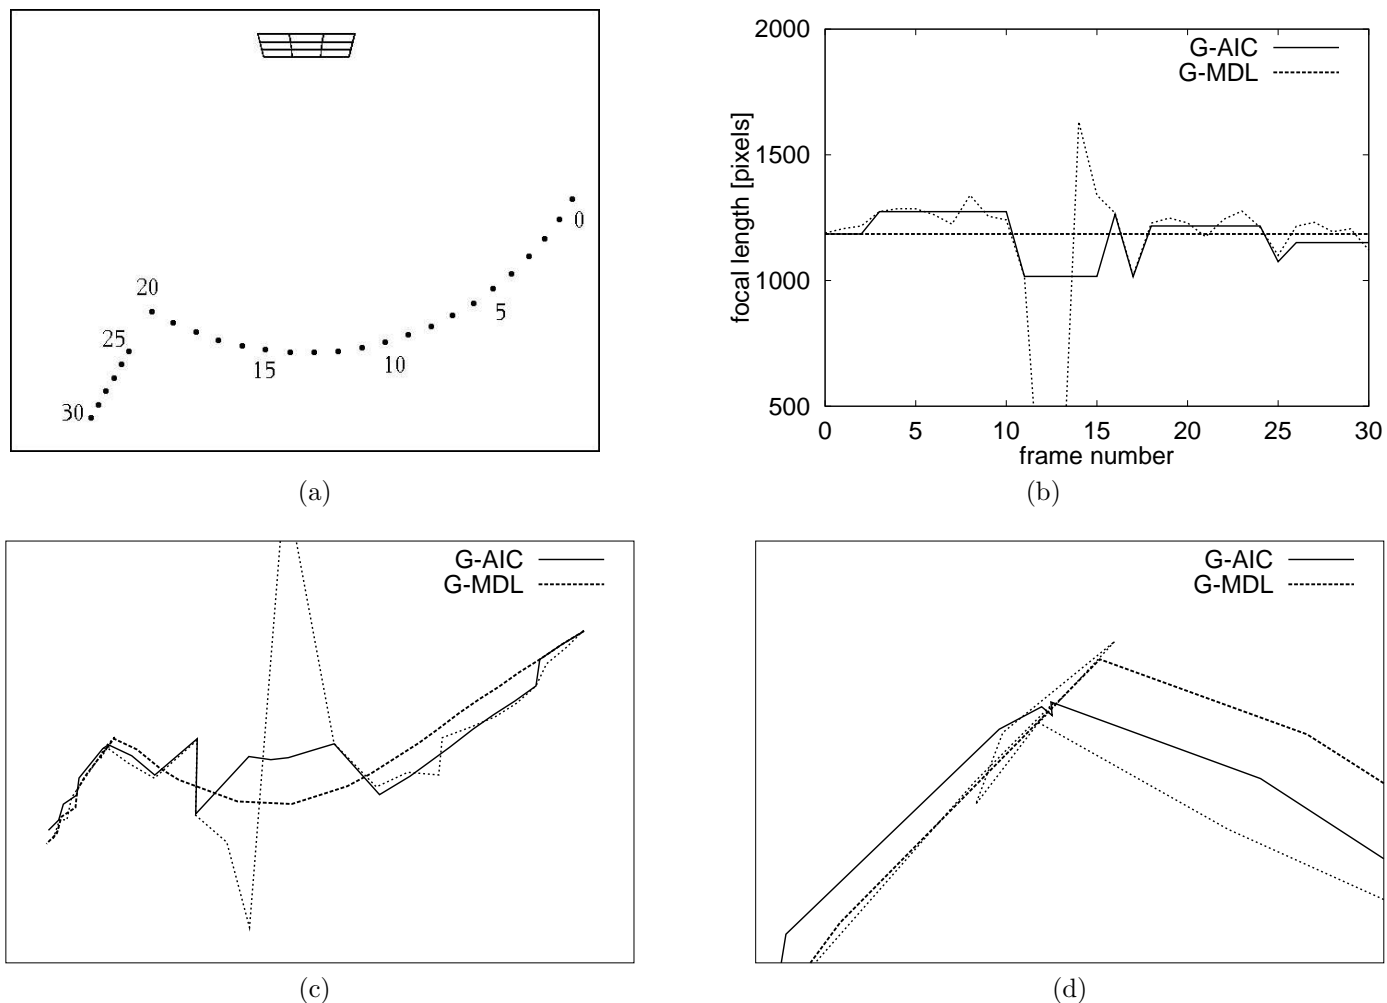 0
5
10
15
20
25
30
(a)
G-AIC
G-MDL
focal length [pixels]
2000
1500
1000
500
0 5 10 15 20 25 30
frame number
(b)
G-AIC
G-MDL
(c)
G-AIC
G-MDL
(d)